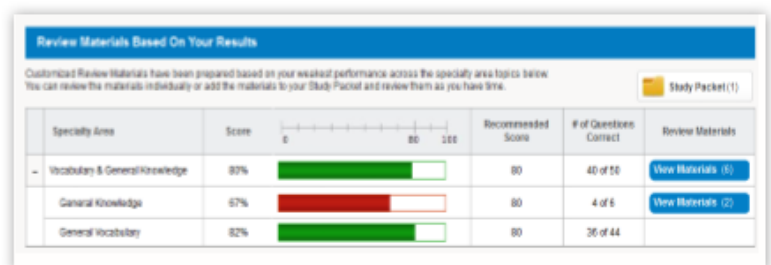 Review Materials Based On Your Results
Customized Review Materials have been prepared based on your weakest performance across the specialty area topics below.
You can review the materials individually or add the materials to your Study Packet and review them as you have time.
Study Packet (1)
Specialty Area Score 0 80 100 Recommended Score # of Questions Correct Review Materials
- Vocabulary & General Knowledge 80% 80 40 of 50 View Materials (6)
General Knowledge 67% 80 4 of 6 View Materials (2)
General Vocabulary 82% 80 36 of 44